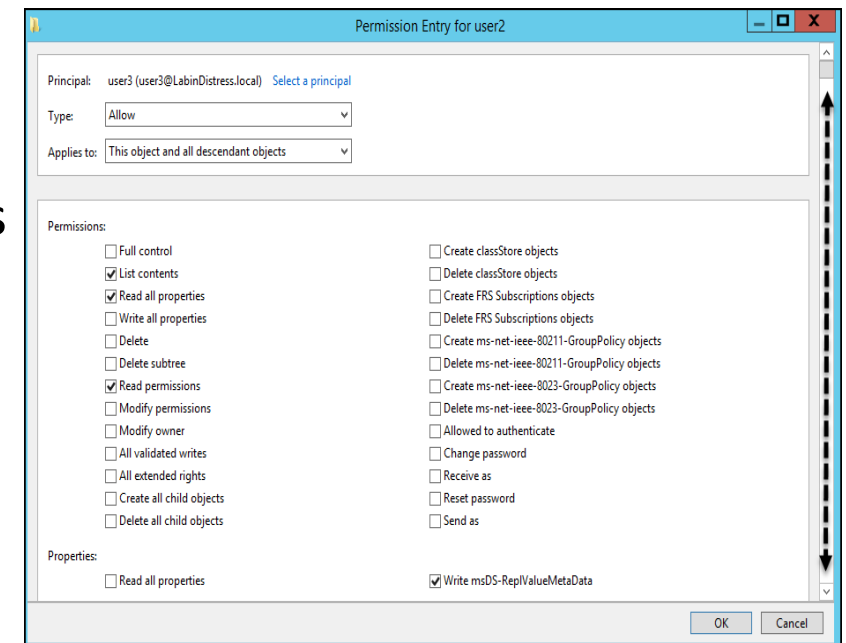 Permission Entry for user2
Principal: user3 (user3@LabinDistress.local) Select a principal
Type: Allow
Applies to: This object and all descendant objects
s
Permissions:
Full control Create classStore objects
List contents Delete classStore objects
Read all properties Create FRS Subscriptions objects
Write all properties Delete FRS Subscriptions objects
Delete Create ms-net-ieee-80211-GroupPolicy objects
Delete subtree Delete ms-net-ieee-80211-GroupPolicy objects
Read permissions Create ms-net-ieee-8023-GroupPolicy objects
Modify permissions Delete ms-net-ieee-8023-GroupPolicy objects
Modify owner Allowed to authenticate
All validated writes Change password
All extended rights Receive as
Create all child objects Reset password
Delete all child objects Send as
Properties:
Read all properties Write msDS-ReplValueMetaData
OK Cancel